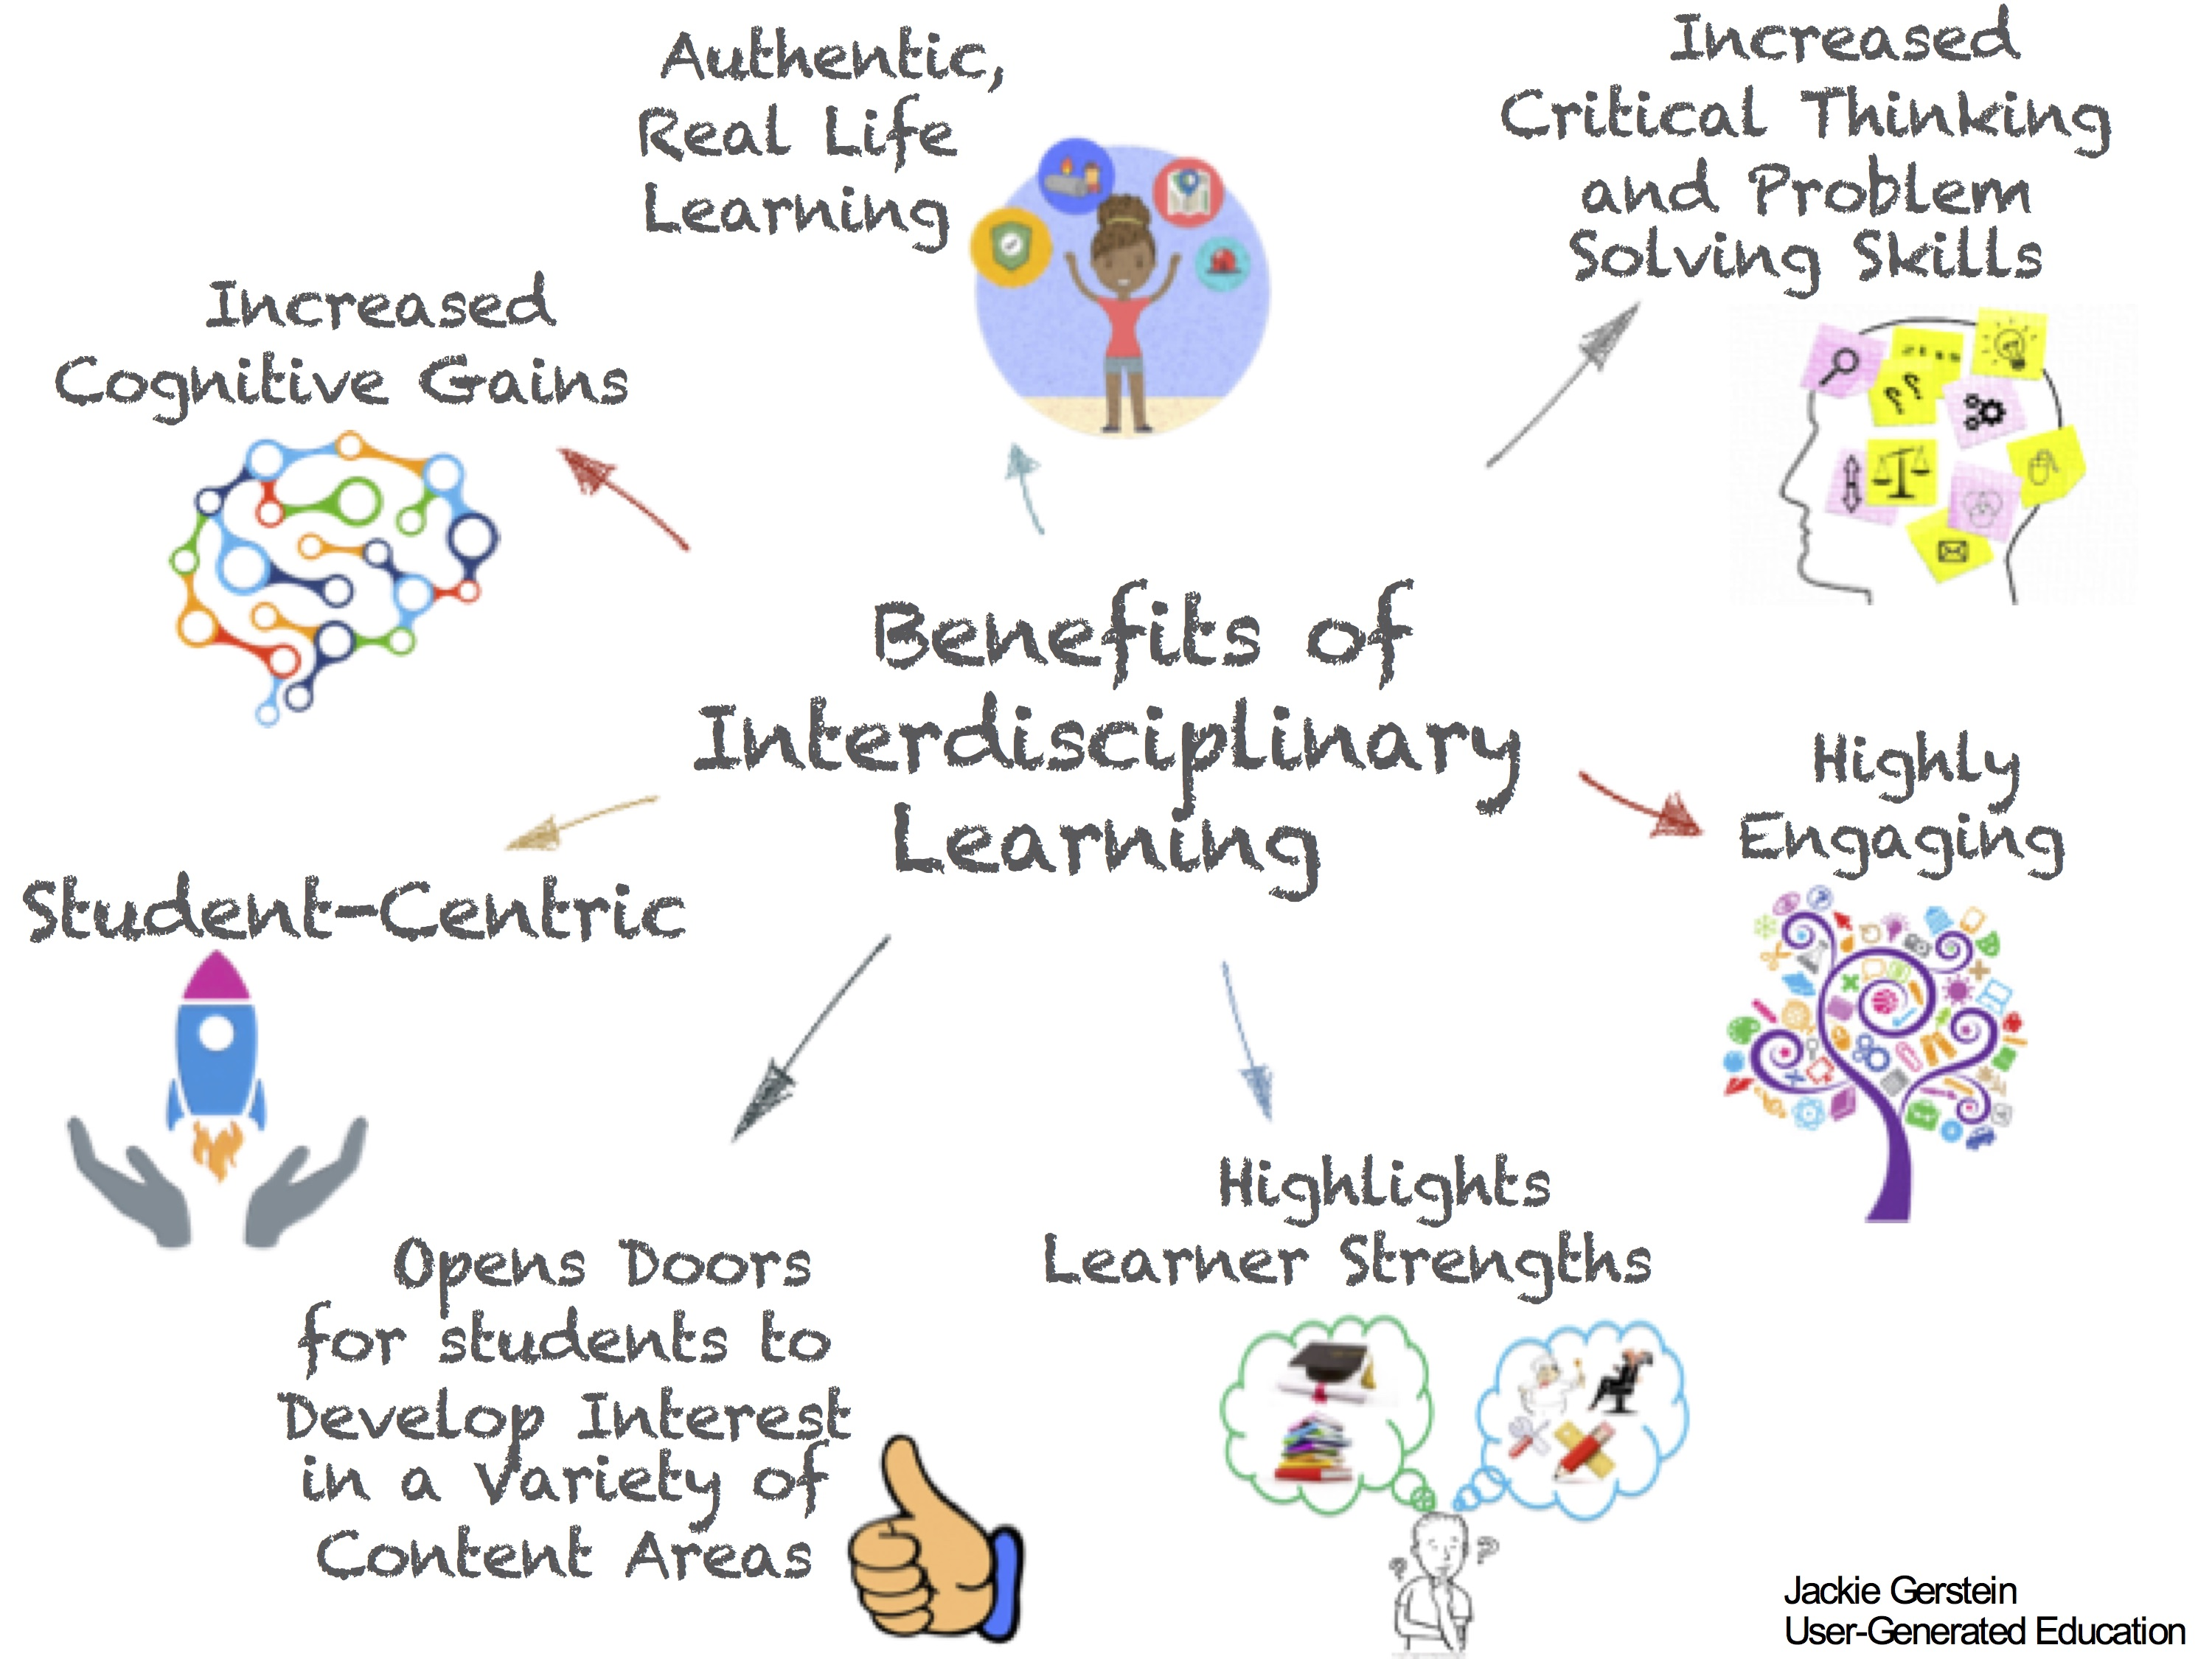 Authentic,
Real Life
Learning
Increased
Critical Thinking
and Problem
Solving Skills
Increased
Cognitive Gains
Benefits of
Interdisciplinary
Learning
Highly
Engaging
Student-Centric
Highlights
Learner Strengths
Opens Doors
for students to
Develop Interest
in a Variety of
Content Areas
Jackie Gerstein
User-Generated Education